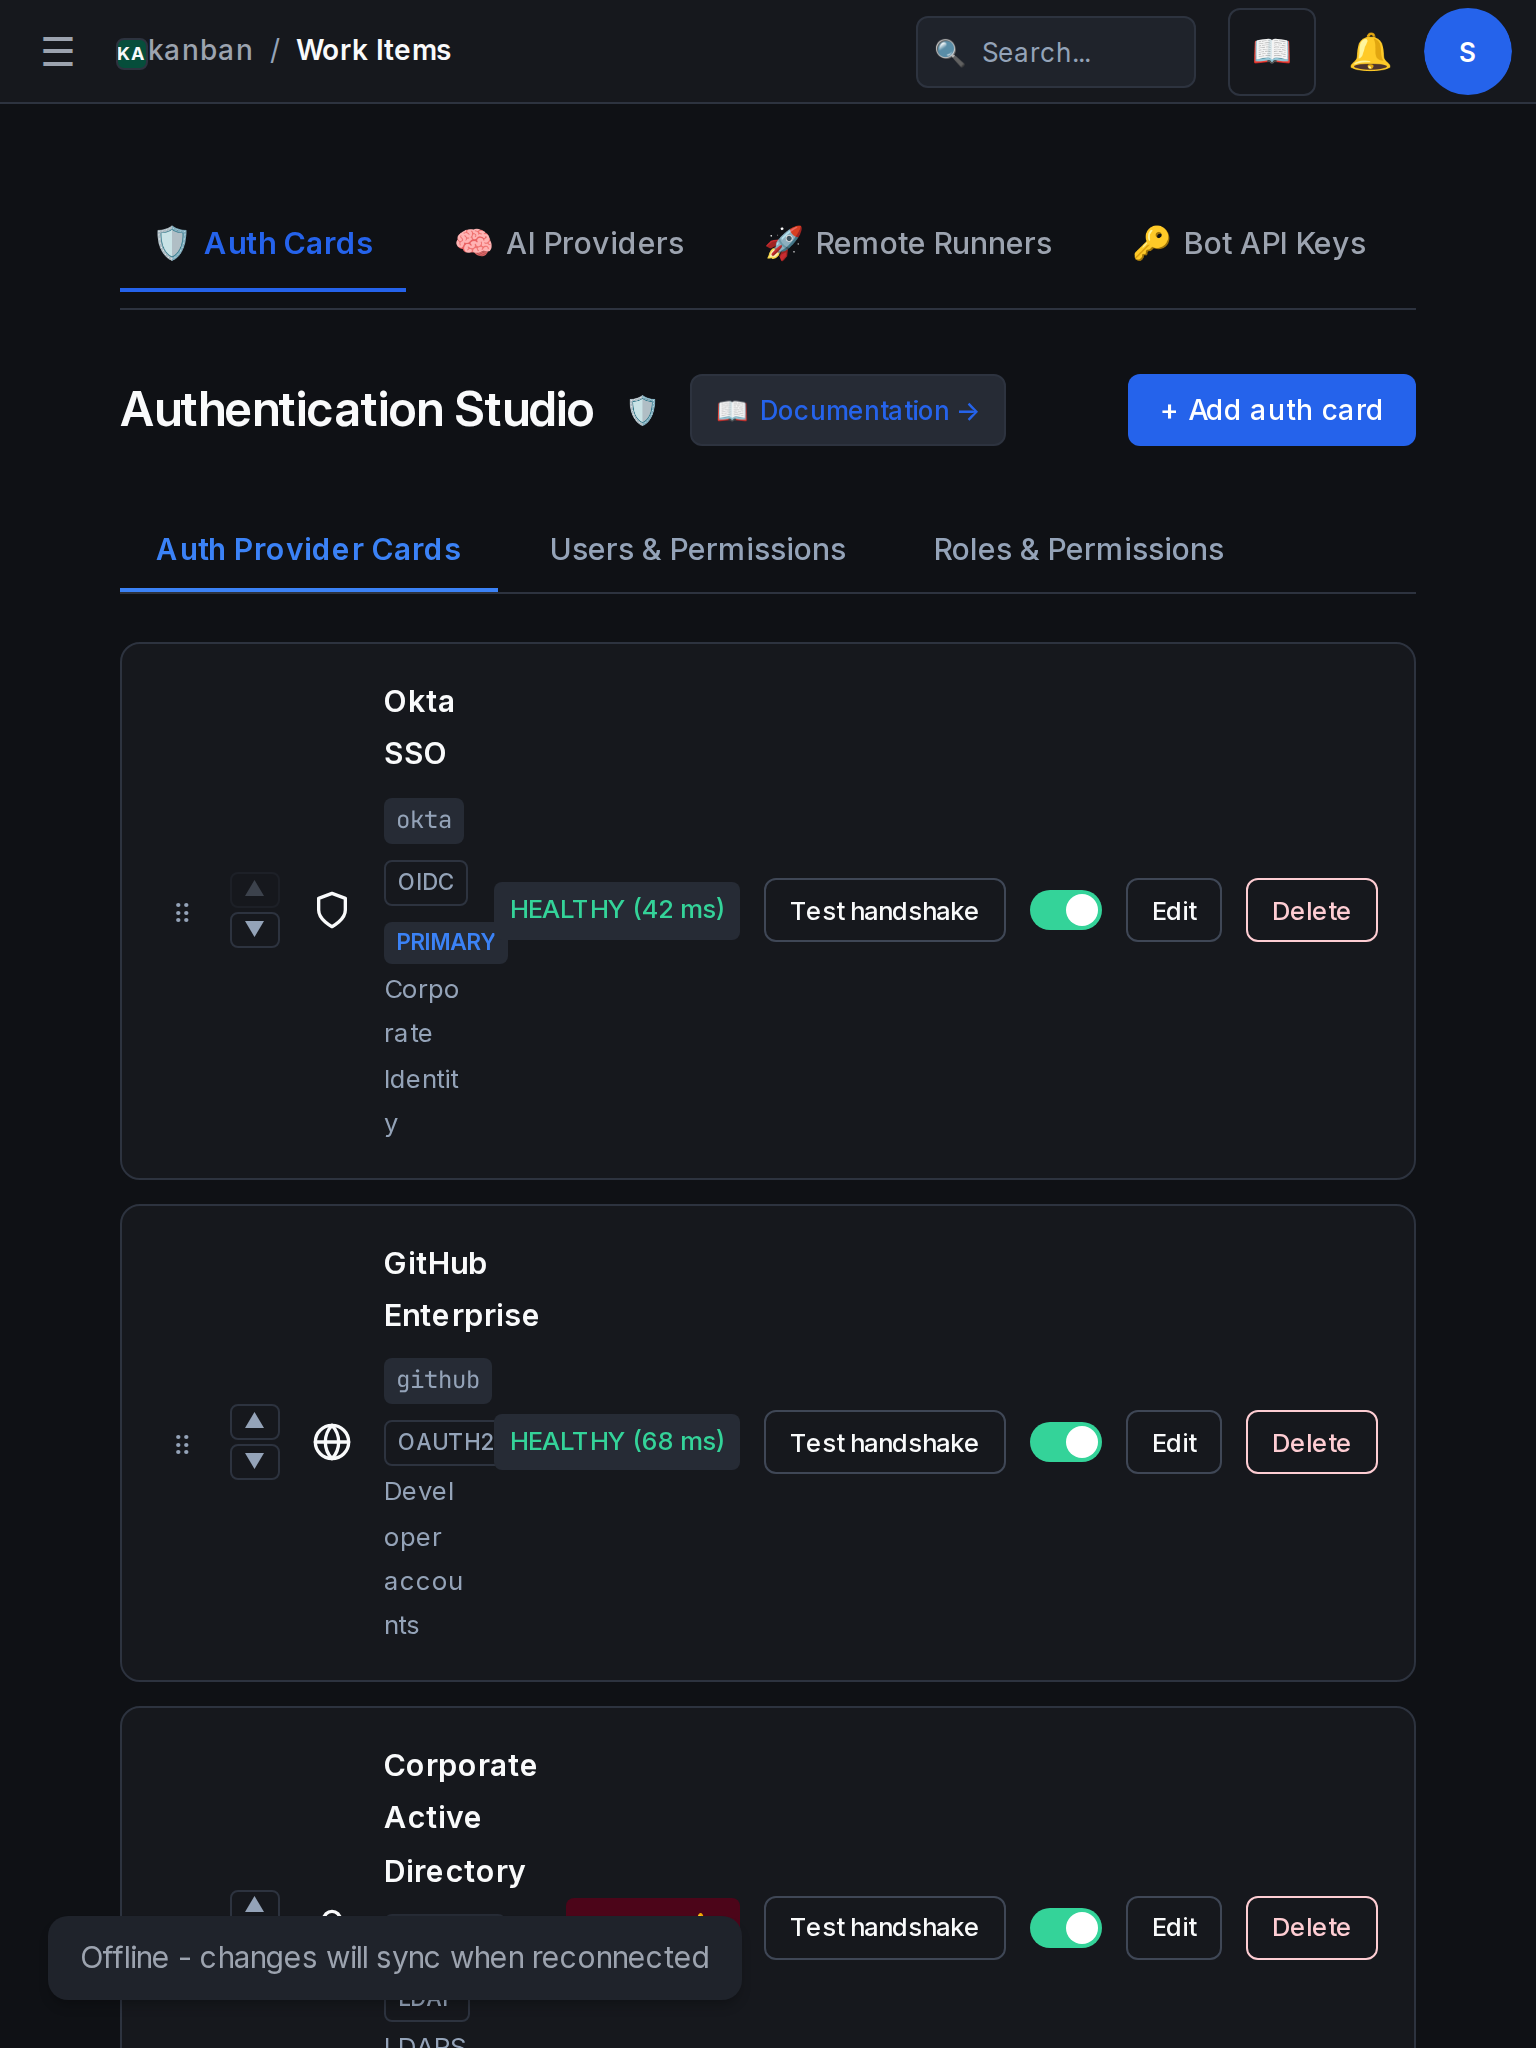 KA kanban / Work Items
Search...
S
Auth Cards
AI Providers
Remote Runners
Bot API Keys
Authentication Studio
Documentation →
+ Add auth card
Auth Provider Cards
Users & Permissions
Roles & Permissions
Okta
SSO
okta
OIDC
PRIMARY
Corpo
rate
Identit
y
HEALTHY (42 ms)
Test handshake
Edit
Delete
GitHub
Enterprise
github
OAUTH2
Devel
oper
accou
nts
HEALTHY (68 ms)
Test handshake
Edit
Delete
Corporate
Active
Directory
LDAP
LDAPS
Test handshake
Edit
Delete
Offline - changes will sync when reconnected